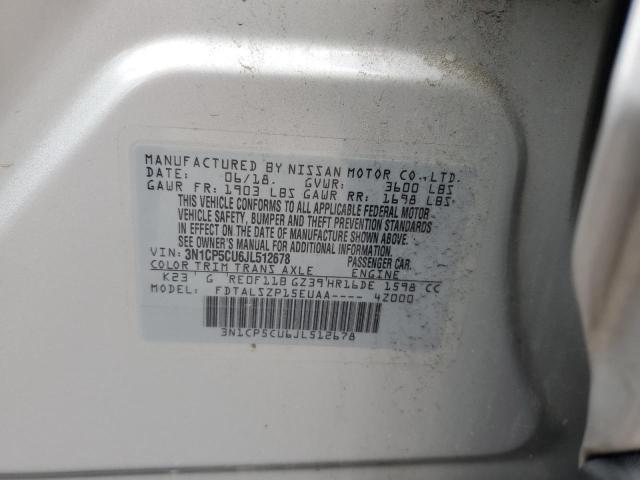 MANUFACTURED BY NISSAN MOTOR CO.,LTD.
DATE: 06/18. GVWR: 3600 LBS
GAWR FR: 1903 LBS GAWR RR: 1698 LBS
THIS VEHICLE CONFORMS TO ALL APPLICABLE FEDERAL MOTOR
VEHICLE SAFETY, BUMPER AND THEFT PREVENTION STANDARDS
IN EFFECT ON THE DATE OF MANUFACTURE SHOWN ABOVE.
SEE OWNER'S MANUAL FOR ADDITIONAL INFORMATION.
VIN: 3N1CP5CU6JL512678 PASSENGER CAR
COLOR TRIM TRANS AXLE ENGINE
K23 G RE0F11B GZ39 HR16DE 1598 CC
MODEL: FDTALSZP15EUAA---- 4Z000
3N1CP5CU6JL512678